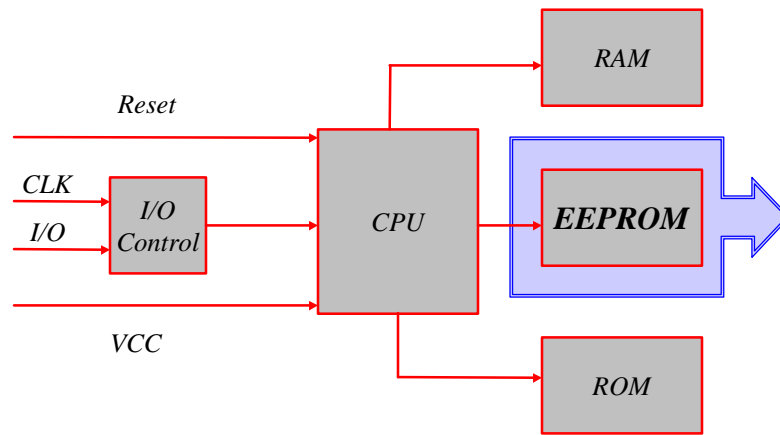 RAM
Reset
CLK
I/O
Control
I/O
CPU
EEPROM
VCC
ROM